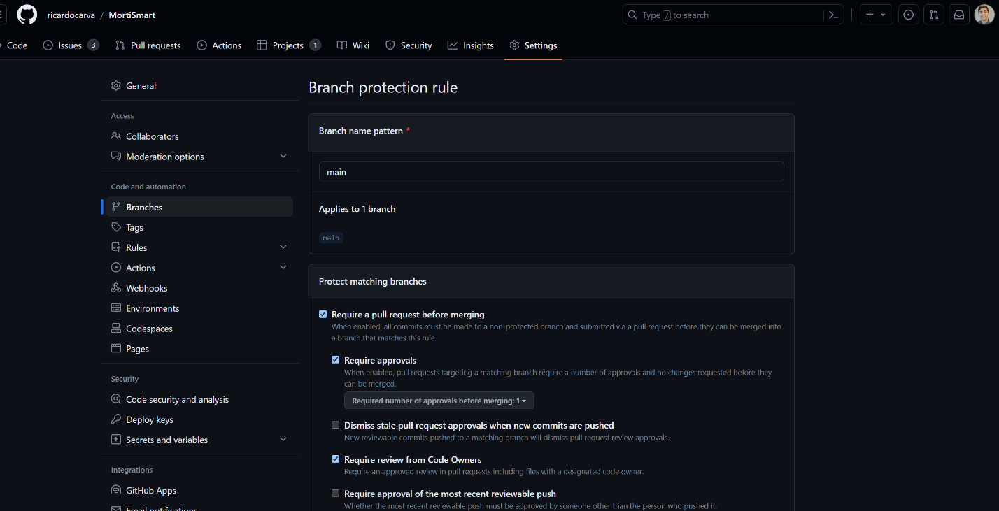 ricardocarva / MortiSmart
Type / to search
Code
Issues 3
Pull requests
Actions
Projects 1
Wiki
Security
Insights
Settings
General
Access
Collaborators
Moderation options
Code and automation
Branches
Tags
Rules
Actions
Webhooks
Environments
Codespaces
Pages
Security
Code security and analysis
Deploy keys
Secrets and variables
Integrations
GitHub Apps
Email notifications
Branch protection rule
Branch name pattern *
main
Applies to 1 branch
main
Protect matching branches
Require a pull request before merging
When enabled, all commits must be made to a non-protected branch and submitted via a pull request before they can be merged into
a branch that matches this rule.
Require approvals
When enabled, pull requests targeting a matching branch require a number of approvals and no changes requested before they
can be merged.
Required number of approvals before merging: 1
Dismiss stale pull request approvals when new commits are pushed
New reviewable commits pushed to a matching branch will dismiss pull request review approvals.
Require review from Code Owners
Require an approved review in pull requests including files with a designated code owner.
Require approval of the most recent reviewable push
Whether the most recent reviewable push must be approved by someone other than the person who pushed it.